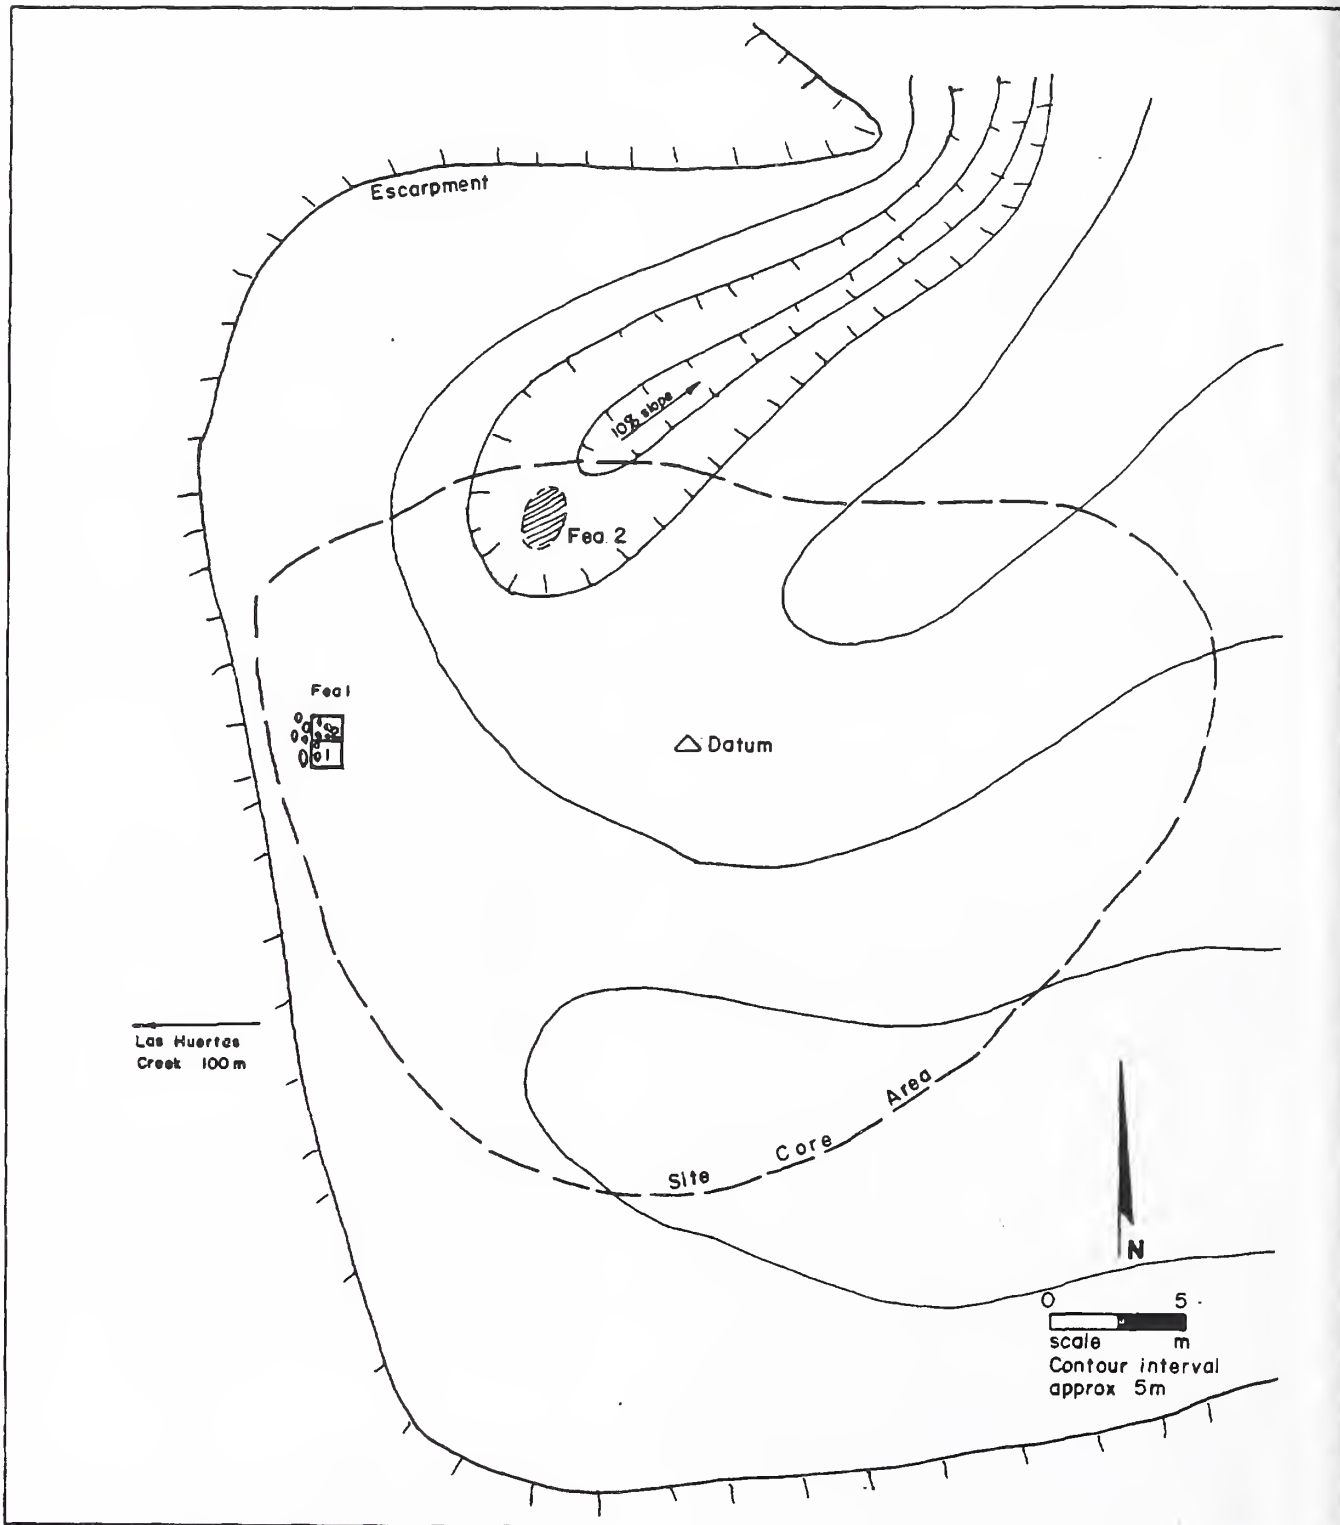 Escarpment
10% slope
Fea. 2
Fea 1
1
Datum
Las Huertas
Creek 100 m
Site Core Area
N
0 5
scale m
Contour interval
approx 5m